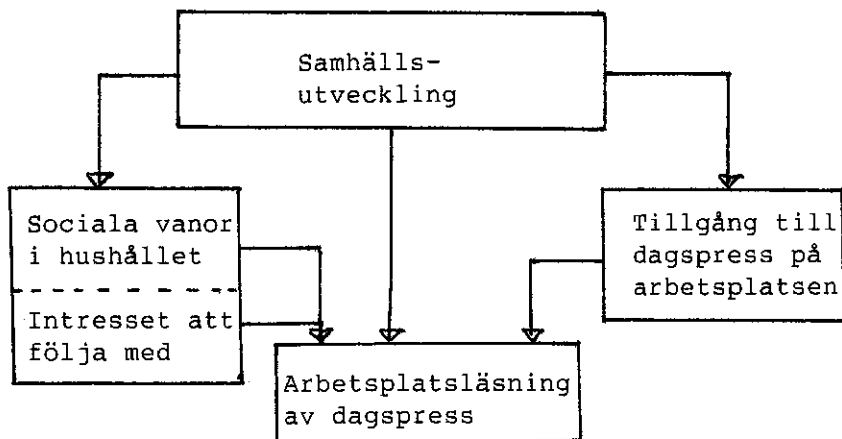 Samhälls-
utveckling
Sociala vanor
i hushållet
Intresset att
följa med
Tillgång till
dagspress på
arbetsplatsen
Arbetsplatsläsning
av dagspress